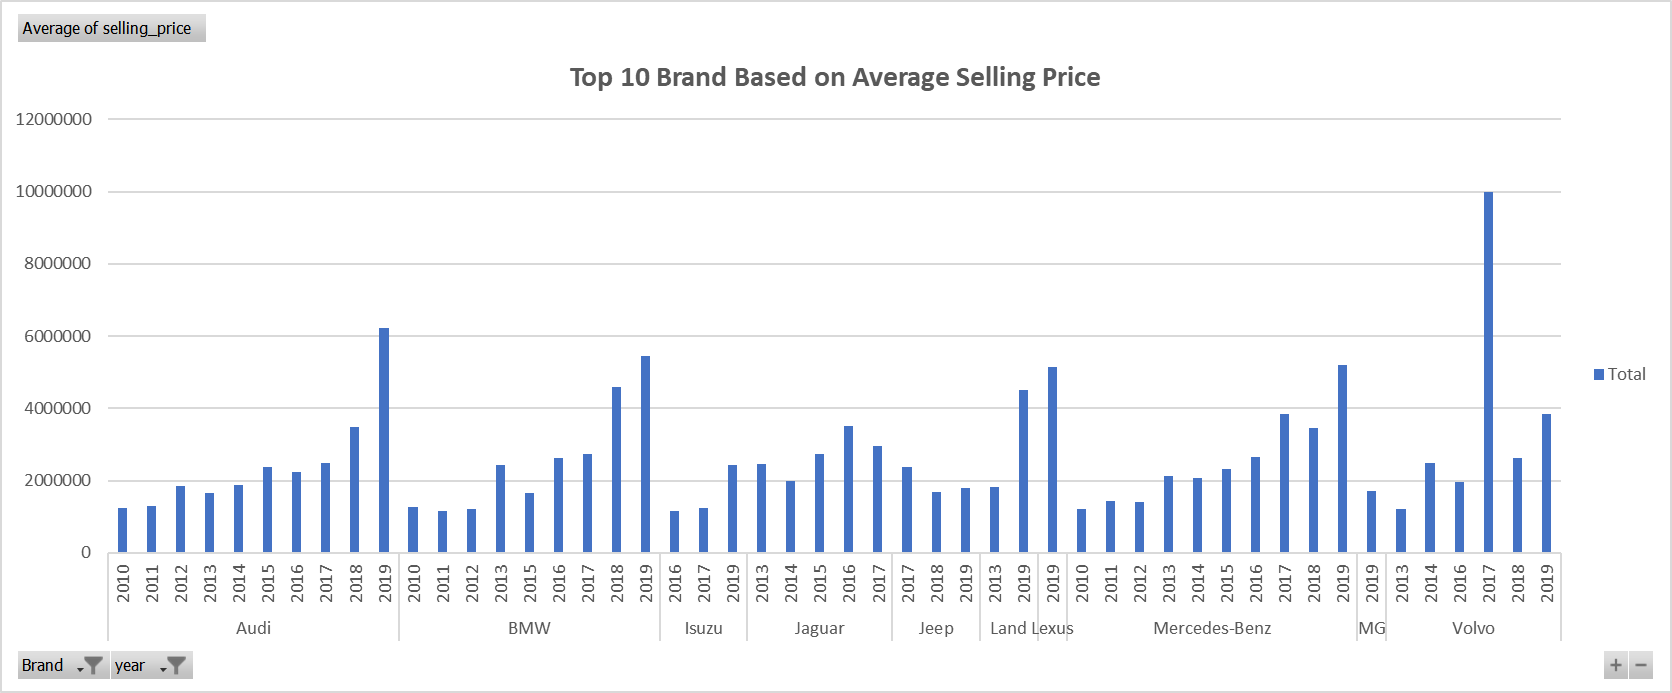 Average of selling_price
Top 10 Brand Based on Average Selling Price
12000000
10000000
8000000
6000000
4000000
2000000
0
Total
2010 2011 2012 2013 2014 2015 2016 2017 2018 2019 2010 2011 2012 2013 2015 2016 2017 2018 2019 2016 2017 2019 2013 2014 2015 2016 2017 2017 2018 2019 2013 2019 2019 2010 2011 2012 2013 2014 2015 2016 2017 2018 2019 2019 2013 2014 2016 2017 2018 2019
Audi BMW Isuzu Jaguar Jeep Land Lexus Mercedes-Benz MG Volvo
Brand year + −